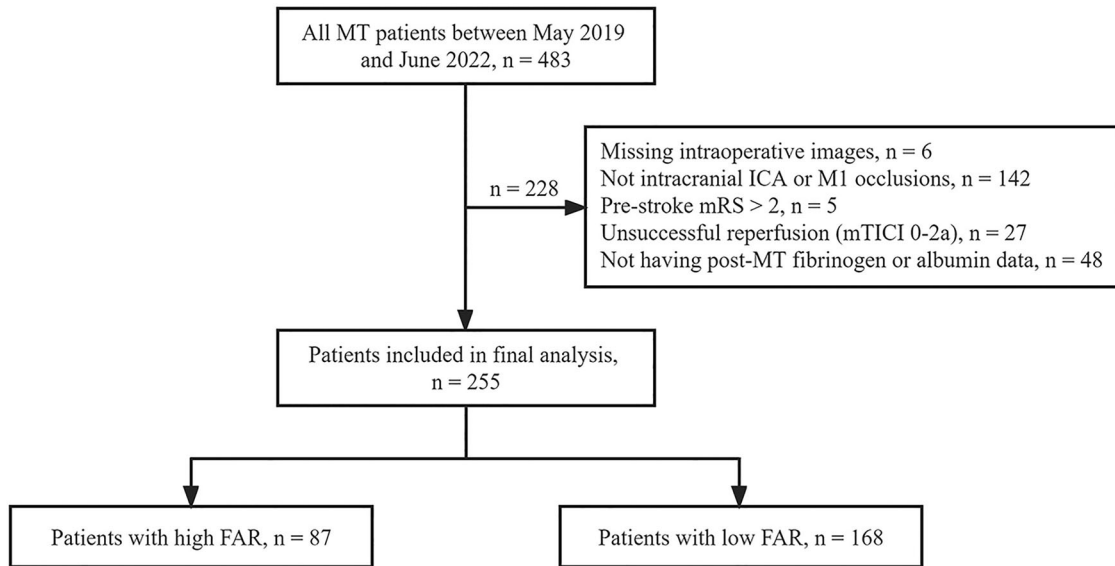 All MT patients between May 2019
and June 2022, n = 483
n = 228
Missing intraoperative images, n = 6
Not intracranial ICA or M1 occlusions, n = 142
Pre-stroke mRS > 2, n = 5
Unsuccessful reperfusion (mTICI 0-2a), n = 27
Not having post-MT fibrinogen or albumin data, n = 48
Patients included in final analysis,
n = 255
Patients with high FAR, n = 87
Patients with low FAR, n = 168